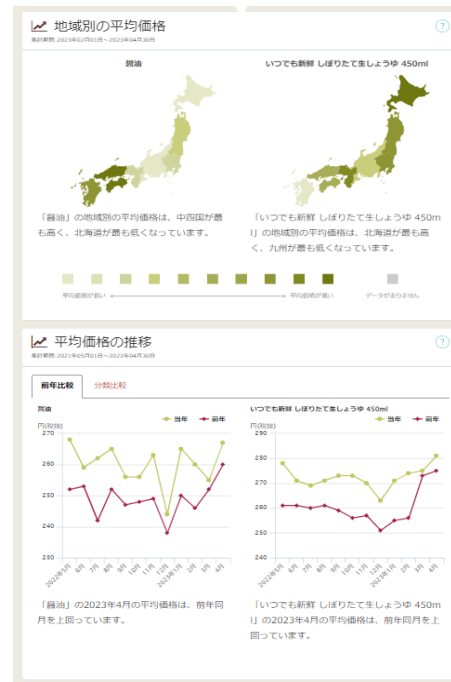 地域別の平均価格
?
集計期間:2023年02月01日～2023年04月30日
醤油
いつでも新鮮 しぼりたて生しょうゆ 450ml
「醤油」の地域別の平均価格は、中四国が最
も高く、北海道が最も低くなっています。
「いつでも新鮮 しぼりたて生しょうゆ 450m
l」の地域別の平均価格は、北海道が最も高
く、九州が最も低くなっています。
平均価格が低い
平均価格が高い
データがありません
平均価格の推移
?
集計期間:2021年05月01日～2023年04月30日
前年比較
分類比較
醤油
円(税抜)
当年
前年
270
260
250
240
230
2022年5月
6月
7月
8月
9月
10月
11月
12月
2023年1月
2月
3月
4月
いつでも新鮮 しぼりたて生しょうゆ 450ml
円(税抜)
当年
前年
290
280
270
260
250
240
2022年5月
6月
7月
8月
9月
10月
11月
12月
2023年1月
2月
3月
4月
「醤油」の2023年4月の平均価格は、前年同
月を上回っています。
「いつでも新鮮 しぼりたて生しょうゆ 450m
l」の2023年4月の平均価格は、前年同月を上
回っています。